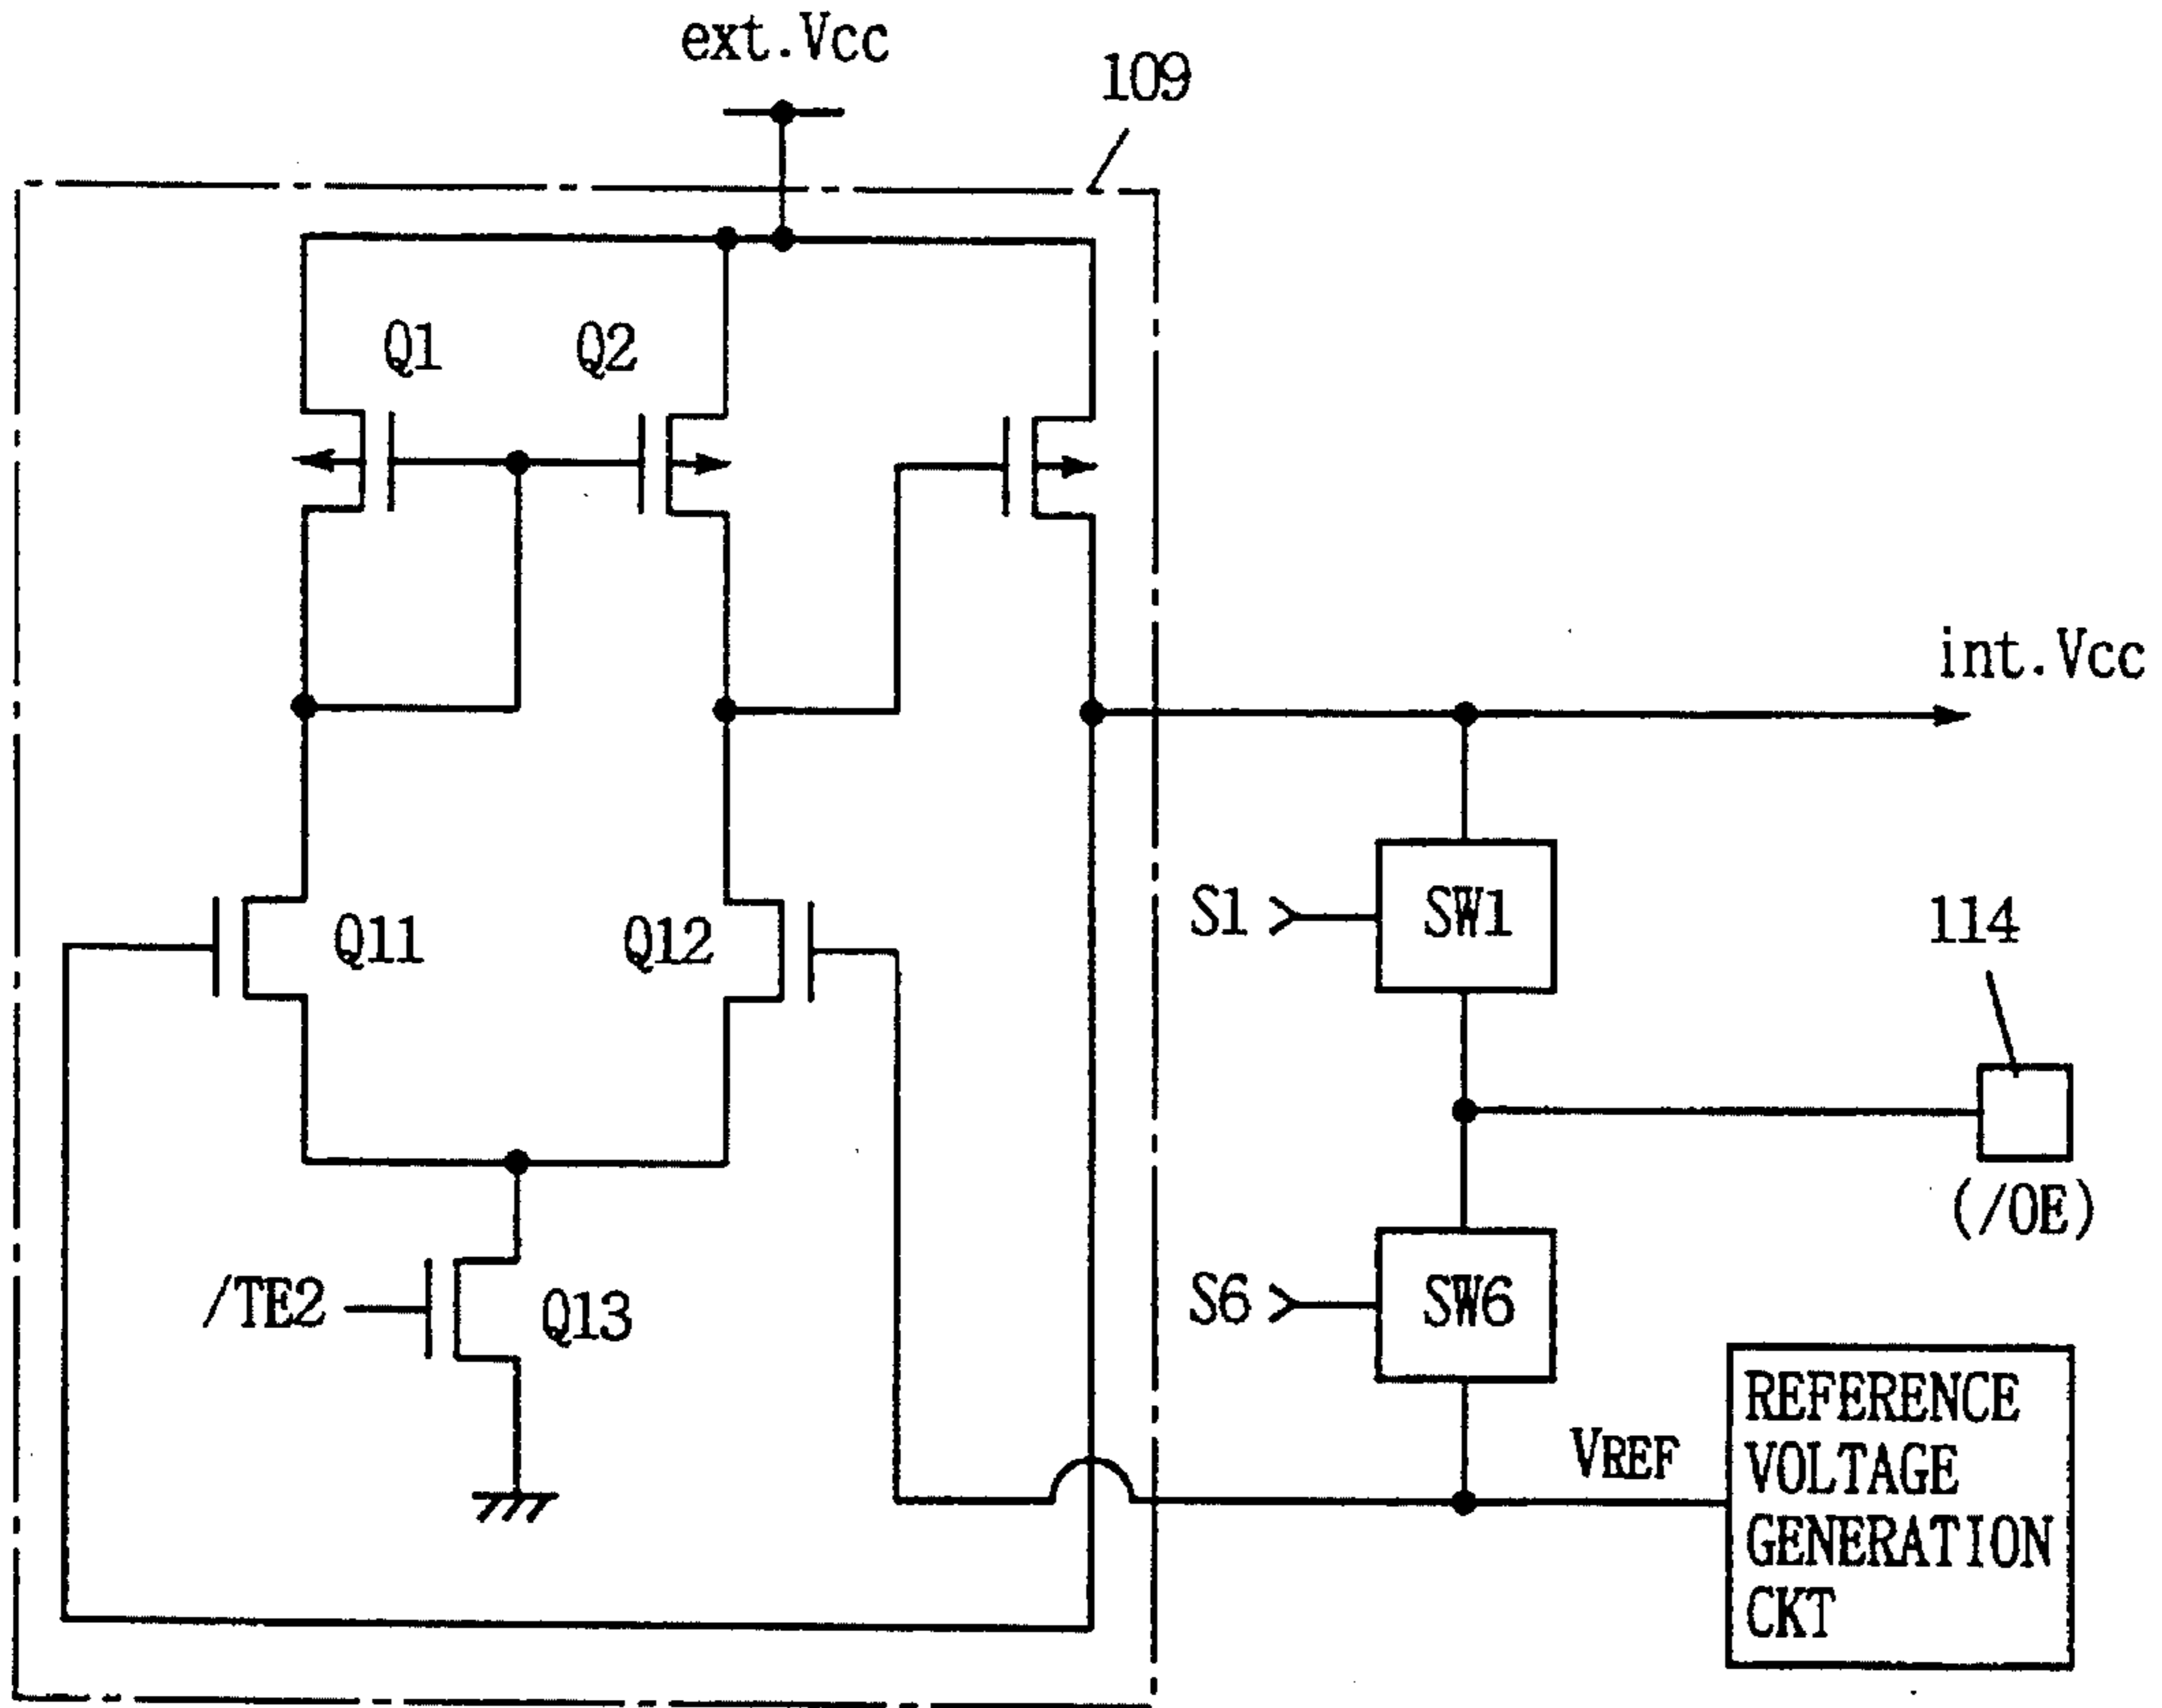 ext.Vcc
109
Q1
Q2
int.Vcc
S1
SW1
114
Q11
Q12
(/OE)
/TE2
Q13
S6
SW6
VREF
REFERENCE
VOLTAGE
GENERATION
CKT